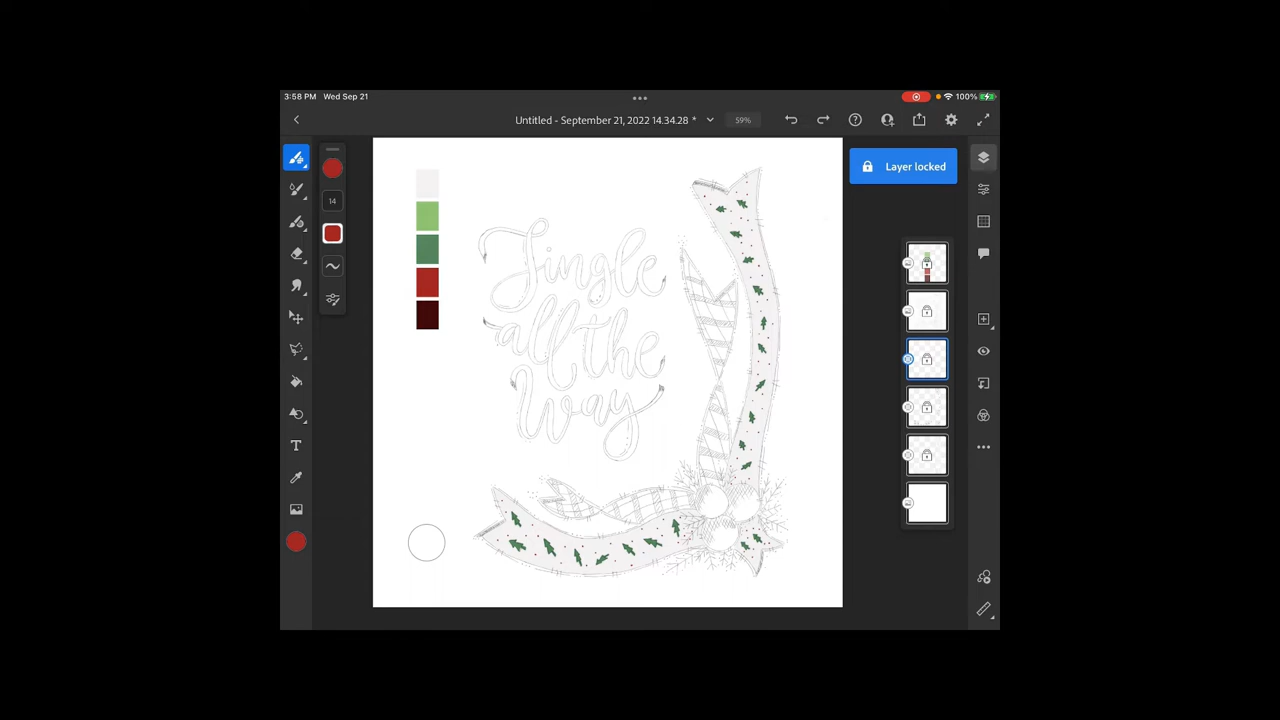 3:58 PM Wed Sep 21 100%
Untitled - September 21, 2022 14.34.28 * 59%
Layer locked
14
Jingle
all the
Way
T